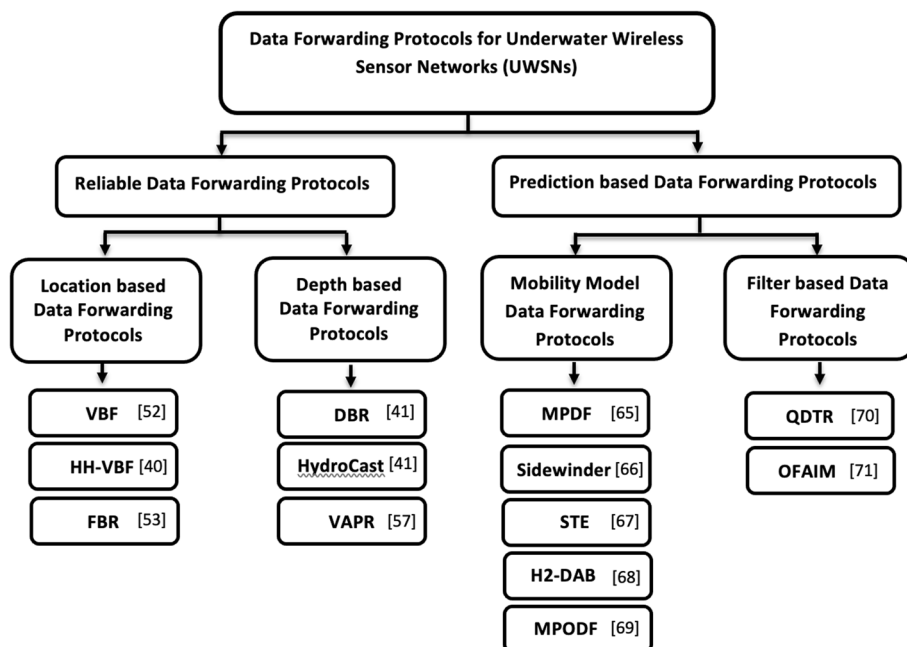 Data Forwarding Protocols for Underwater Wireless
Sensor Networks (UWSNs)
Reliable Data Forwarding Protocols
Prediction based Data Forwarding Protocols
Location based
Data Forwarding
Protocols
Depth based
Data Forwarding
Protocols
Mobility Model
Data Forwarding
Protocols
Filter based Data
Forwarding
Protocols
VBF [52]
HH-VBF [40]
FBR [53]
DBR [41]
HydroCast [41]
VAPR [57]
MPDF [65]
Sidewinder [66]
STE [67]
H2-DAB [68]
MPODF [69]
QDTR [70]
OFAIM [71]